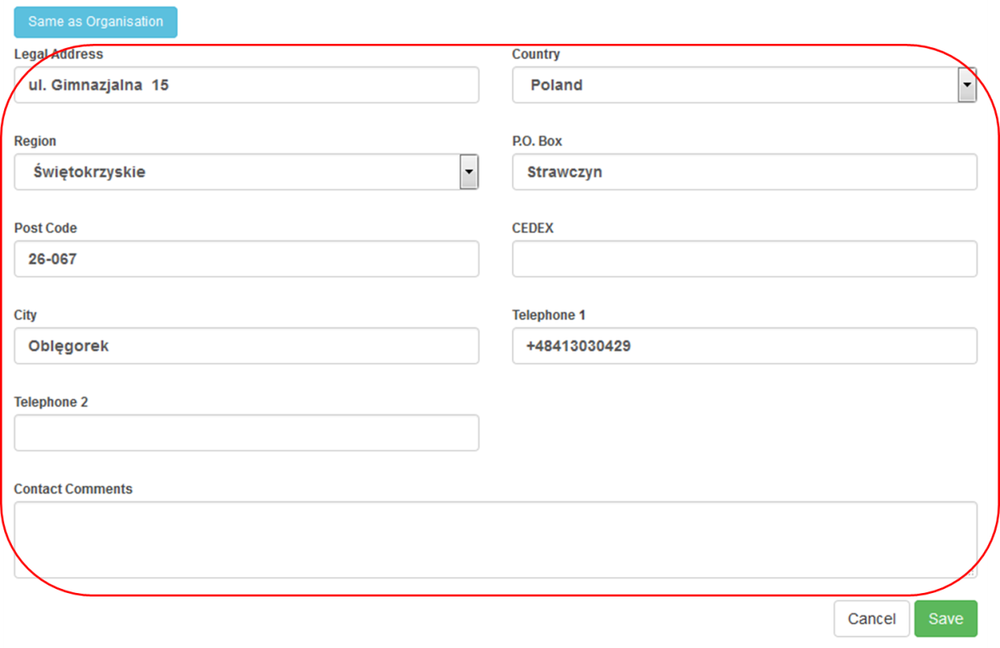 Same as Organisation
Legal Address
Country
ul. Gimnazjalna 15
Poland
Region
P.O. Box
Świętokrzyskie
Strawczyn
Post Code
CEDEX
26-067
City
Telephone 1
Oblęgorek
+48413030429
Telephone 2
Contact Comments
Cancel
Save